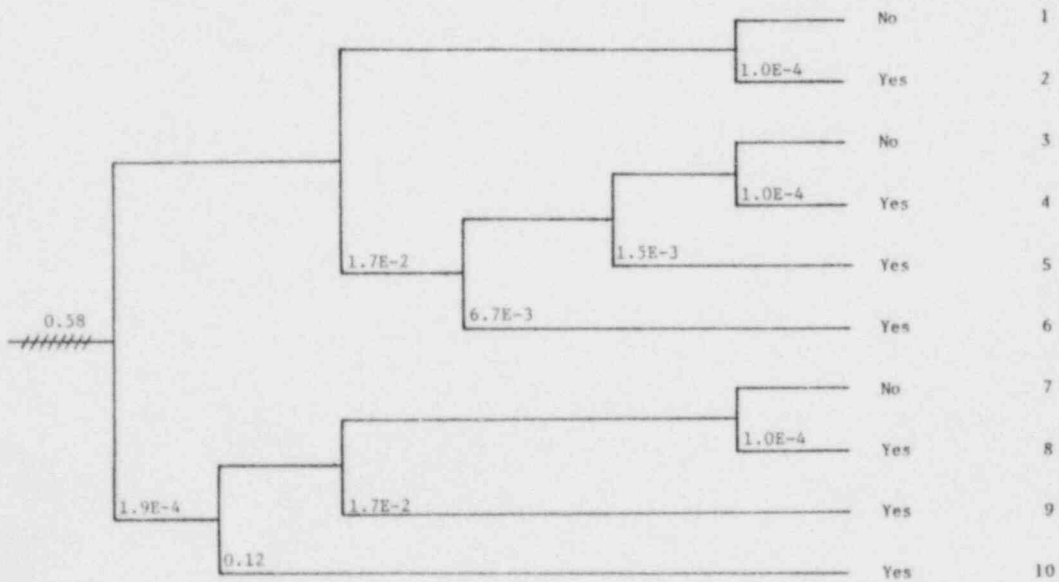 No 1
1.0E-4
Yes 2
No 3
1.0E-4
Yes 4
1.7E-2
1.5E-3
Yes 5
0.58
6.7E-3
Yes 6
No 7
1.0E-4
Yes 8
1.9E-4
1.7E-2
Yes 9
0.12
Yes 10